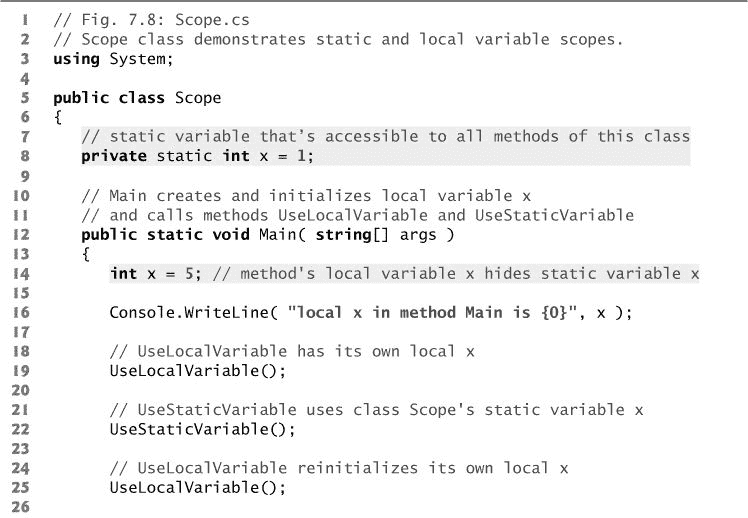 1 // Fig. 7.8: Scope.cs
2 // Scope class demonstrates static and local variable scopes.
3 using System;
4
5 public class Scope
6 {
7 // static variable that’s accessible to all methods of this class
8 private static int x = 1;
9
10 // Main creates and initializes local variable x
11 // and calls methods UseLocalVariable and UseStaticVariable
12 public static void Main( string[] args )
13 {
14 int x = 5; // method's local variable x hides static variable x
15
16 Console.WriteLine( "local x in method Main is {0}", x );
17
18 // UseLocalVariable has its own local x
19 UseLocalVariable();
20
21 // UseStaticVariable uses class Scope's static variable x
22 UseStaticVariable();
23
24 // UseLocalVariable reinitializes its own local x
25 UseLocalVariable();
26